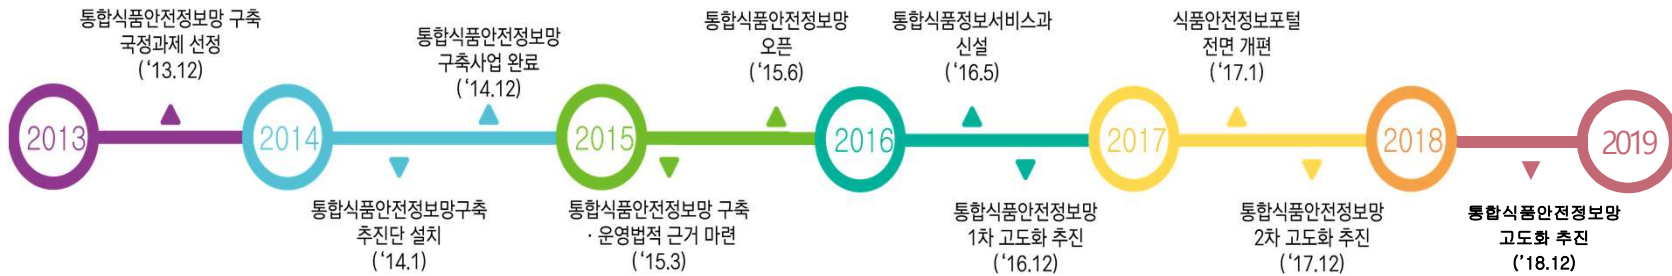 통합식품안전정보망 구축
국정과제 선정
(‘13.12)
통합식품안전정보망
구축사업 완료
(‘14.12)
통합식품안전정보망
오픈
(‘15.6)
통합식품정보서비스과
신설
(‘16.5)
식품안전정보포털
전면 개편
(‘17.1)
2013
2014
2015
2016
2017
2018
2019
통합식품안전정보망구축
추진단 설치
(‘14.1)
통합식품안전정보망 구축
· 운영법적 근거 마련
(‘15.3)
통합식품안전정보망
1차 고도화 추진
(‘16.12)
통합식품안전정보망
2차 고도화 추진
(‘17.12)
통합식품안전정보망
고도화 추진
(‘18.12)